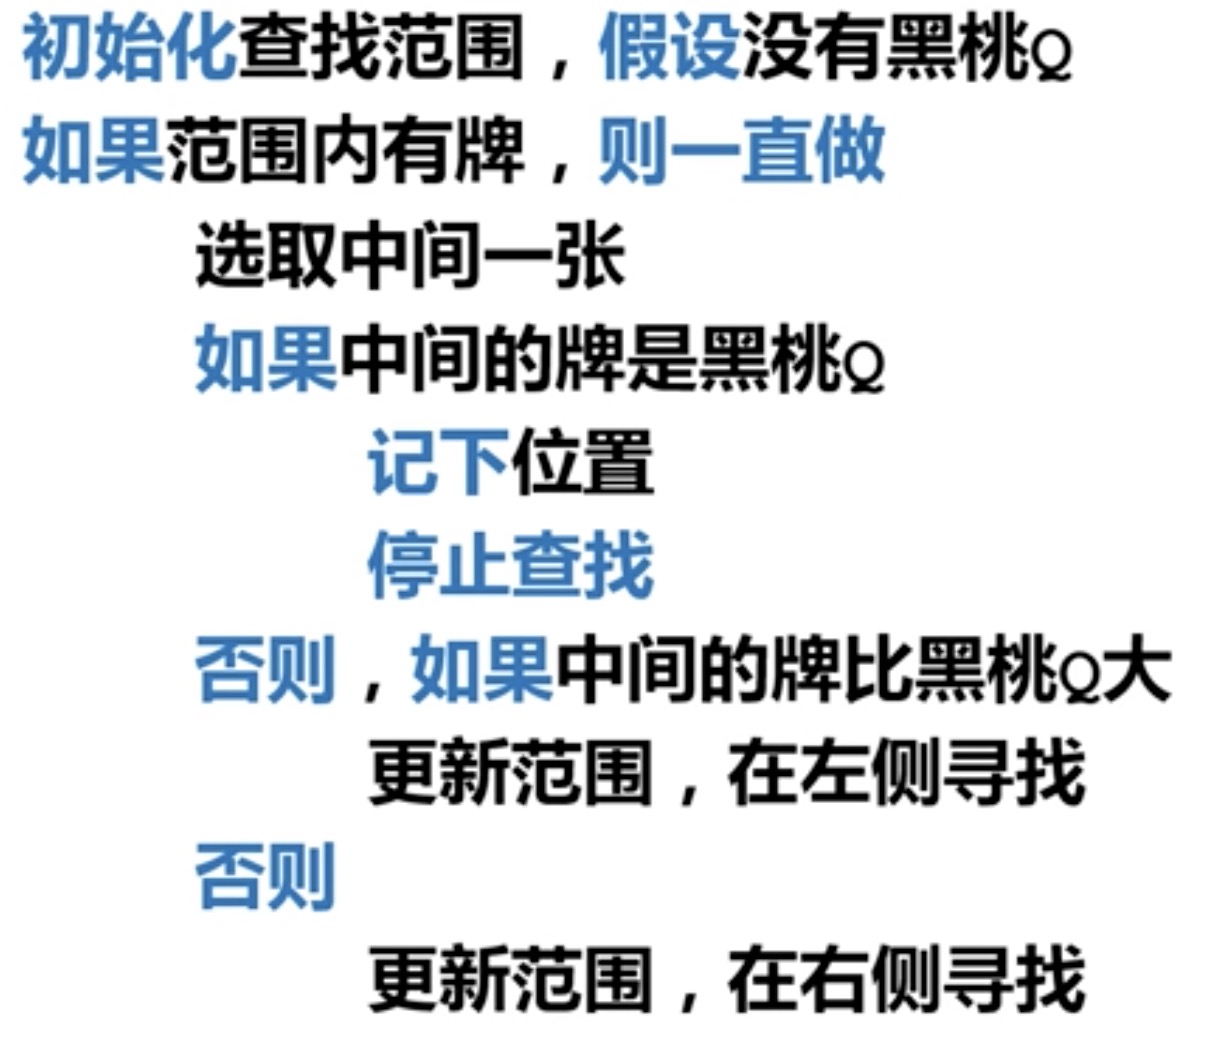 初始化查找范围，假设没有黑桃Q
如果范围内有牌，则一直做
选取中间一张
如果中间的牌是黑桃Q
记下位置
停止查找
否则，如果中间的牌比黑桃Q大
更新范围，在左侧寻找
否则
更新范围，在右侧寻找